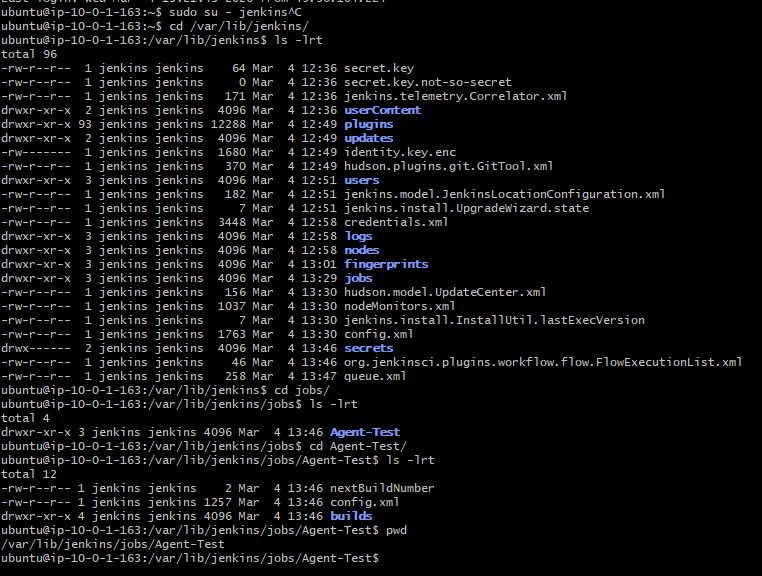 ubuntu@ip-10-0-1-163:~$ sudo su - jenkins^C
ubuntu@ip-10-0-1-163:~$ cd /var/lib/jenkins/
ubuntu@ip-10-0-1-163:/var/lib/jenkins$ ls -lrt
total 96
-rw-r--r--  1 jenkins jenkins    64 Mar  4 12:36 secret.key
-rw-r--r--  1 jenkins jenkins     0 Mar  4 12:36 secret.key.not-so-secret
-rw-r--r--  1 jenkins jenkins   171 Mar  4 12:36 jenkins.telemetry.Correlator.xml
drwxr-xr-x  2 jenkins jenkins  4096 Mar  4 12:36 userContent
drwxr-xr-x 93 jenkins jenkins 12288 Mar  4 12:49 plugins
drwxr-xr-x  2 jenkins jenkins  4096 Mar  4 12:49 updates
-rw-------  1 jenkins jenkins  1680 Mar  4 12:49 identity.key.enc
-rw-r--r--  1 jenkins jenkins   370 Mar  4 12:49 hudson.plugins.git.GitTool.xml
drwxr-xr-x  3 jenkins jenkins  4096 Mar  4 12:51 users
-rw-r--r--  1 jenkins jenkins   182 Mar  4 12:51 jenkins.model.JenkinsLocationConfiguration.xml
-rw-r--r--  1 jenkins jenkins     7 Mar  4 12:51 jenkins.install.UpgradeWizard.state
-rw-r--r--  1 jenkins jenkins  3448 Mar  4 12:58 credentials.xml
drwxr-xr-x  3 jenkins jenkins  4096 Mar  4 12:58 logs
drwxr-xr-x  3 jenkins jenkins  4096 Mar  4 12:58 nodes
drwxr-xr-x  3 jenkins jenkins  4096 Mar  4 13:01 fingerprints
drwxr-xr-x  3 jenkins jenkins  4096 Mar  4 13:29 jobs
-rw-r--r--  1 jenkins jenkins   156 Mar  4 13:30 hudson.model.UpdateCenter.xml
-rw-r--r--  1 jenkins jenkins  1037 Mar  4 13:30 nodeMonitors.xml
-rw-r--r--  1 jenkins jenkins     7 Mar  4 13:30 jenkins.install.InstallUtil.lastExecVersion
-rw-r--r--  1 jenkins jenkins  1763 Mar  4 13:30 config.xml
drwx------  2 jenkins jenkins  4096 Mar  4 13:46 secrets
-rw-r--r--  1 jenkins jenkins    46 Mar  4 13:46 org.jenkinsci.plugins.workflow.flow.FlowExecutionList.xml
-rw-r--r--  1 jenkins jenkins   258 Mar  4 13:47 queue.xml
ubuntu@ip-10-0-1-163:/var/lib/jenkins$ cd jobs/
ubuntu@ip-10-0-1-163:/var/lib/jenkins/jobs$ ls -lrt
total 4
drwxr-xr-x 3 jenkins jenkins 4096 Mar  4 13:46 Agent-Test
ubuntu@ip-10-0-1-163:/var/lib/jenkins/jobs$ cd Agent-Test/
ubuntu@ip-10-0-1-163:/var/lib/jenkins/jobs/Agent-Test$ ls -lrt
total 12
-rw-r--r-- 1 jenkins jenkins    2 Mar  4 13:46 nextBuildNumber
-rw-r--r-- 1 jenkins jenkins 1257 Mar  4 13:46 config.xml
drwxr-xr-x 4 jenkins jenkins 4096 Mar  4 13:46 builds
ubuntu@ip-10-0-1-163:/var/lib/jenkins/jobs/Agent-Test$ pwd
/var/lib/jenkins/jobs/Agent-Test
ubuntu@ip-10-0-1-163:/var/lib/jenkins/jobs/Agent-Test$